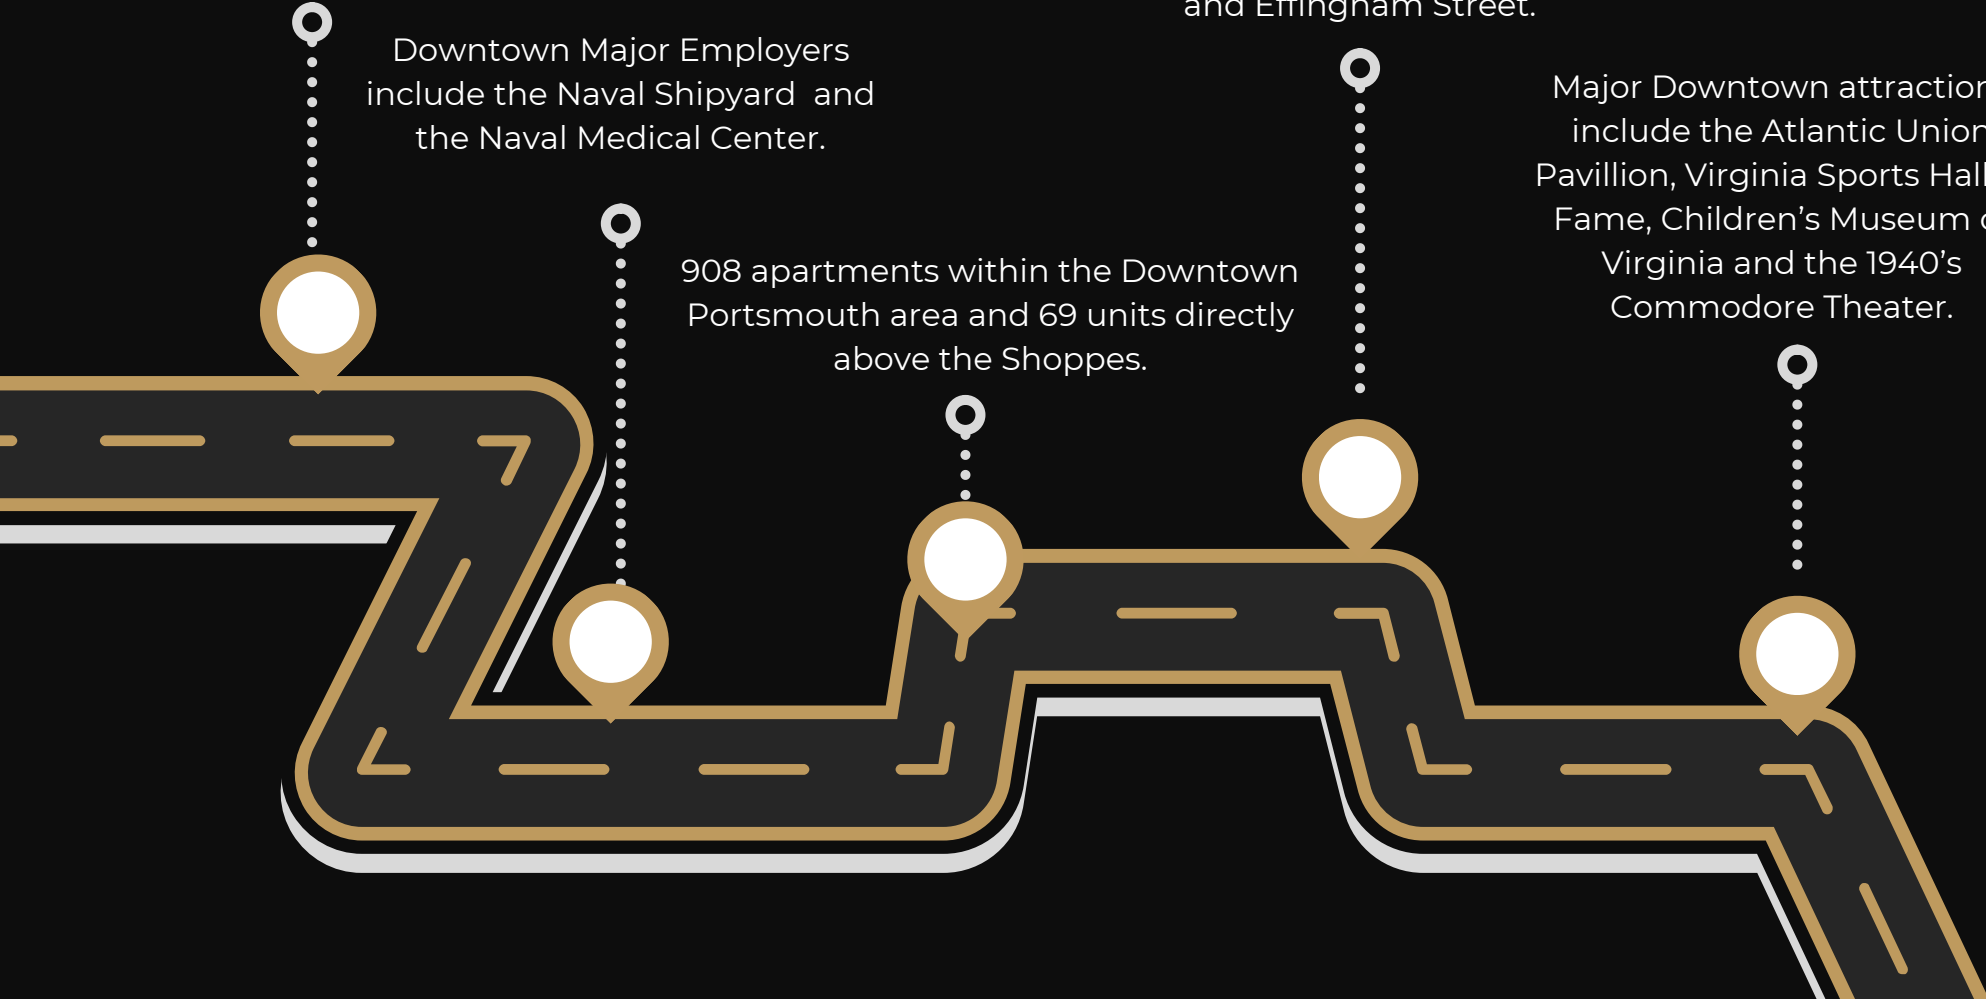 and Effingham Street.
Downtown Major Employers
include the Naval Shipyard and
the Naval Medical Center.
908 apartments within the Downtown
Portsmouth area and 69 units directly
above the Shoppes.
Major Downtown attraction
include the Atlantic Union
Pavillion, Virginia Sports Hall
Fame, Children’s Museum
Virginia and the 1940’s
Commodore Theater.